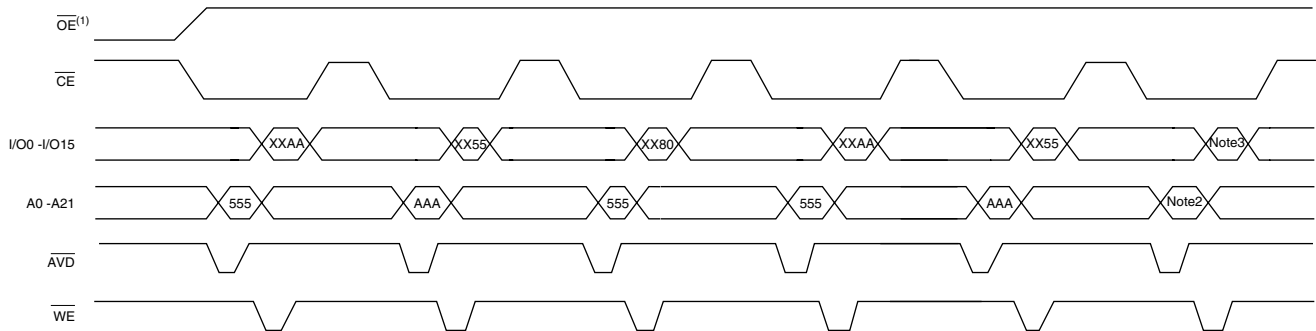 OE(1)
CE
I/O0 -I/O15 XXAA XX55 XX80 XXAA XX55 Note3
A0 -A21 555 AAA 555 555 AAA Note2
AVD
WE